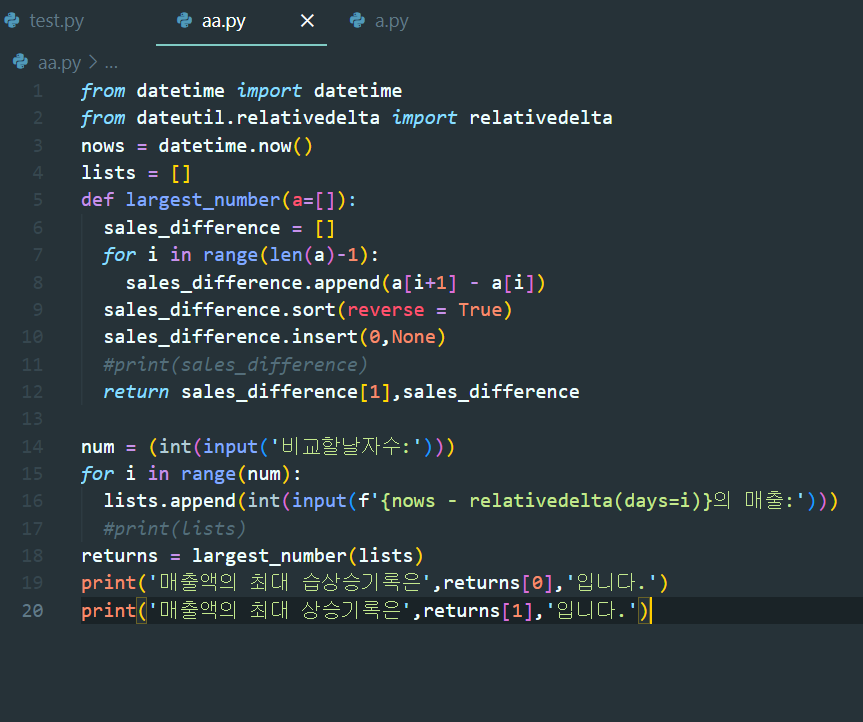 test.py aa.py × a.py
aa.py > ...
1 from datetime import datetime
2 from dateutil.relativedelta import relativedelta
3 nows = datetime.now()
4 lists = []
5 def largest_number(a=[]):
6   sales_difference = []
7   for i in range(len(a)-1):
8     sales_difference.append(a[i+1] - a[i])
9   sales_difference.sort(reverse = True)
10   sales_difference.insert(0,None)
11   #print(sales_difference)
12   return sales_difference[1],sales_difference
13
14 num = (int(input('비교할날자수:')))
15 for i in range(num):
16   lists.append(int(input(f'{nows - relativedelta(days=i)}의 매출:')))
17   #print(lists)
18 returns = largest_number(lists)
19 print('매출액의 최대 습상승기록은',returns[0],'입니다.')
20 print('매출액의 최대 상승기록은',returns[1],'입니다.')